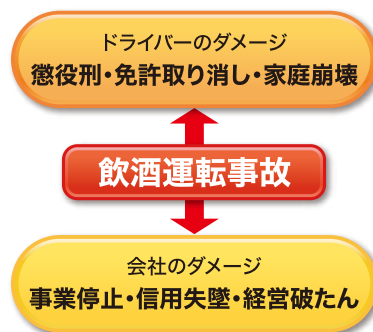 ドライバーのダメージ
懲役刑・免許取り消し・家庭崩壊
飲酒運転事故
会社のダメージ
事業停止・信用失墜・経営破たん